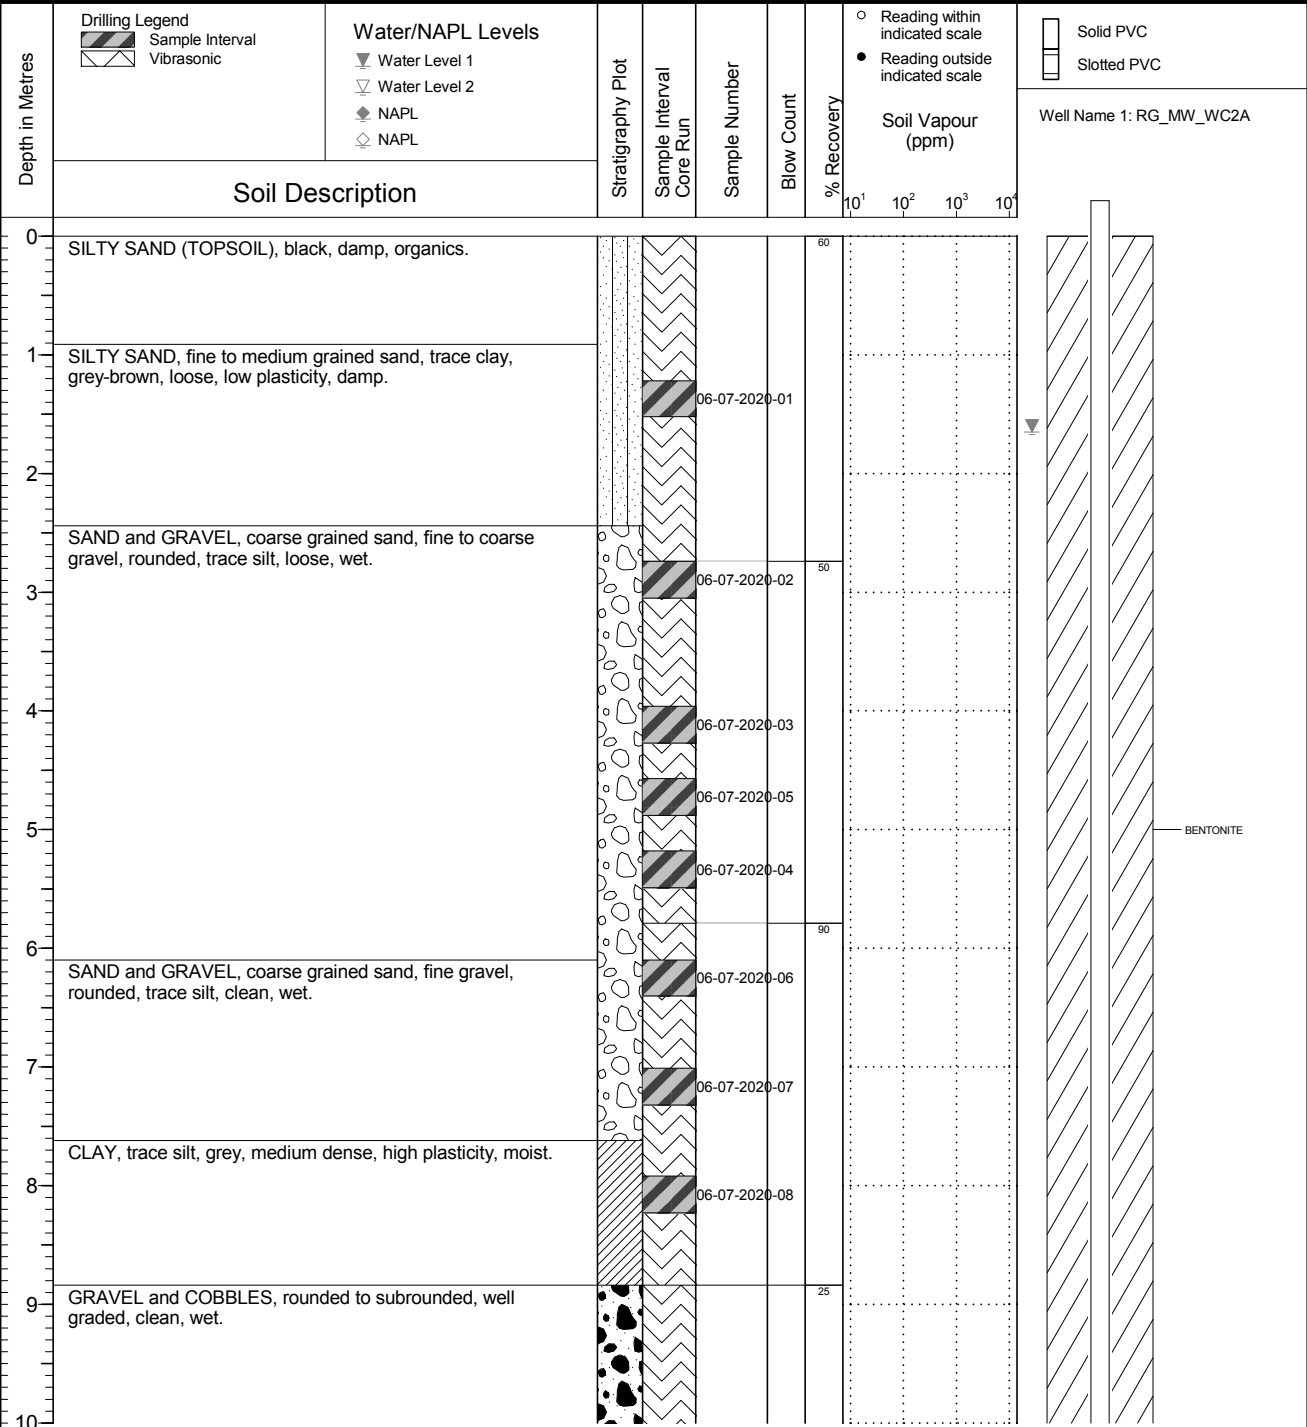 Drilling Legend
Sample Interval
Vibrasonic
Water/NAPL Levels
Water Level 1
Water Level 2
NAPL
NAPL
Reading within
indicated scale
Reading outside
indicated scale
Solid PVC
Slotted PVC
Depth in Metres
Soil Description
Stratigraphy Plot
Sample Interval
Core Run
Sample Number
Blow Count
% Recovery
Soil Vapour
(ppm)
10¹ 10² 10³ 10⁴
Well Name 1: RG_MW_WC2A
0
SILTY SAND (TOPSOIL), black, damp, organics.
60
1
SILTY SAND, fine to medium grained sand, trace clay,
grey-brown, loose, low plasticity, damp.
06-07-2020-01
2
SAND and GRAVEL, coarse grained sand, fine to coarse
gravel, rounded, trace silt, loose, wet.
50
06-07-2020-02
3
4
06-07-2020-03
06-07-2020-05
5
BENTONITE
06-07-2020-04
90
6
SAND and GRAVEL, coarse grained sand, fine gravel,
rounded, trace silt, clean, wet.
06-07-2020-06
7
06-07-2020-07
CLAY, trace silt, grey, medium dense, high plasticity, moist.
8
06-07-2020-08
25
9
GRAVEL and COBBLES, rounded to subrounded, well
graded, clean, wet.
10